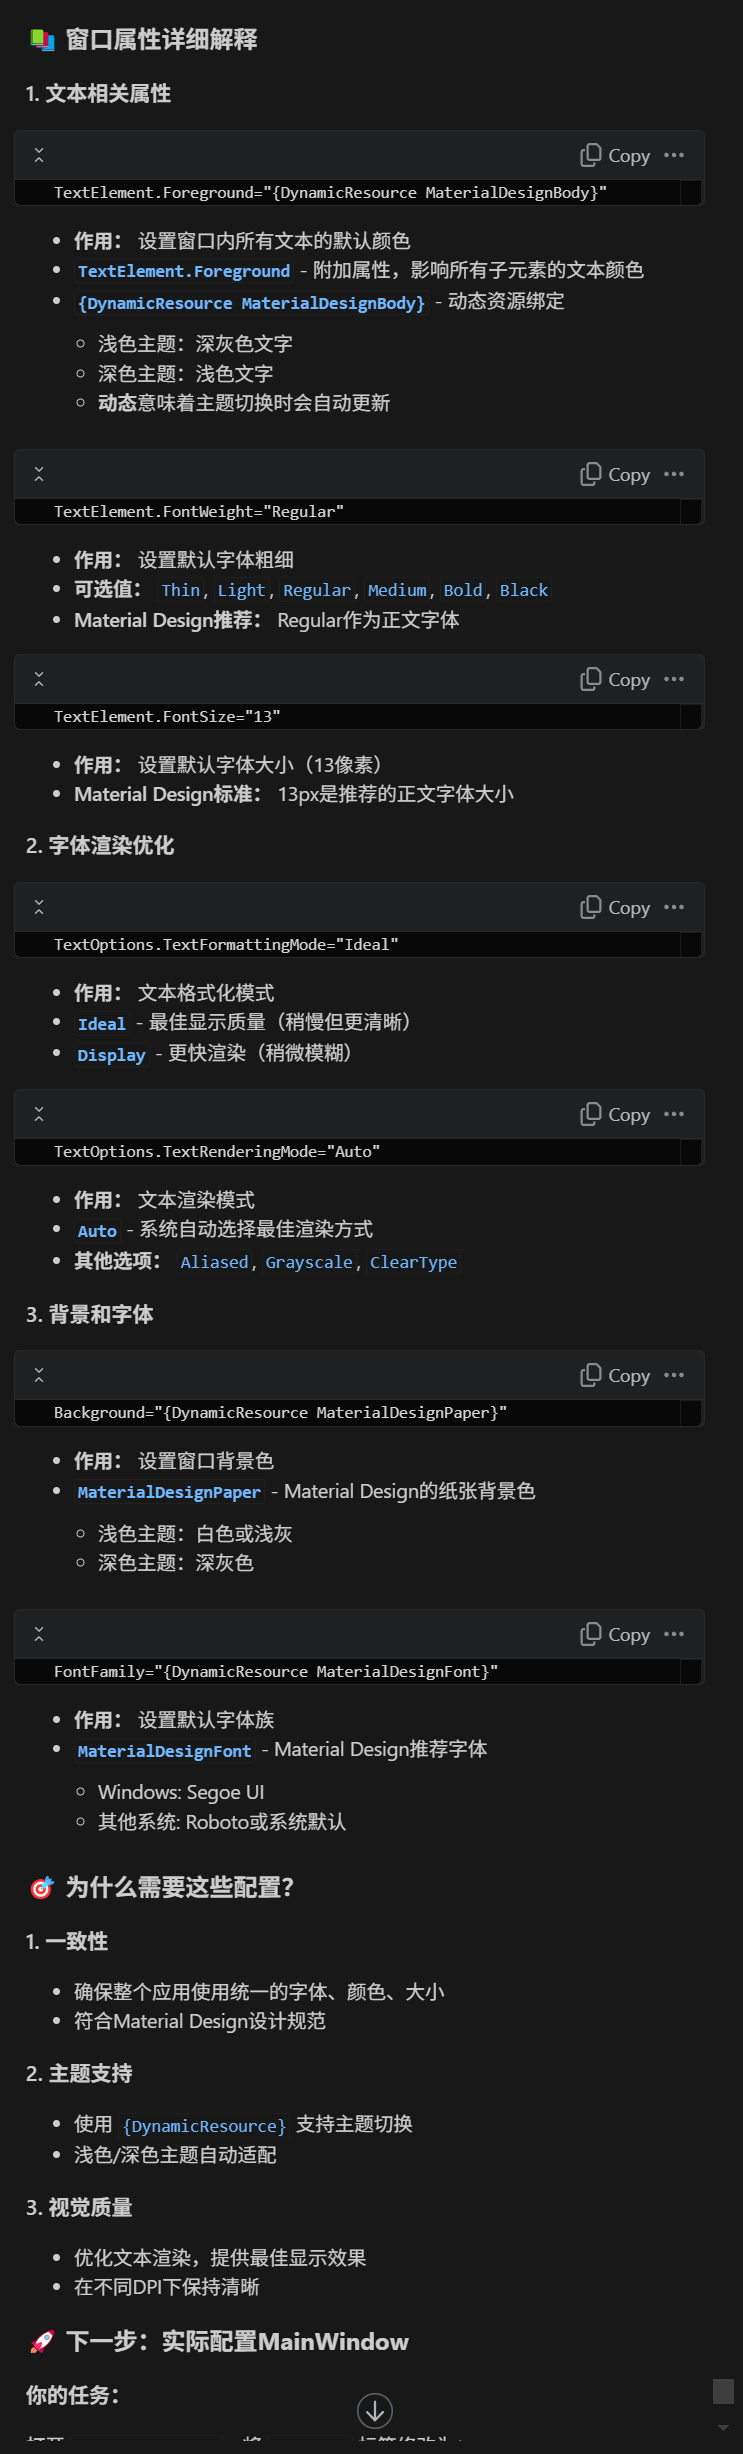 窗口属性详细解释
1. 文本相关属性
Copy
TextElement.Foreground="{DynamicResource MaterialDesignBody}"
作用： 设置窗口内所有文本的默认颜色
TextElement.Foreground - 附加属性，影响所有子元素的文本颜色
{DynamicResource MaterialDesignBody} - 动态资源绑定
浅色主题：深灰色文字
深色主题：浅色文字
动态意味着主题切换时会自动更新
Copy
TextElement.FontWeight="Regular"
作用： 设置默认字体粗细
可选值： Thin, Light, Regular, Medium, Bold, Black
Material Design推荐： Regular作为正文字体
Copy
TextElement.FontSize="13"
作用： 设置默认字体大小（13像素）
Material Design标准： 13px是推荐的正文字体大小
2. 字体渲染优化
Copy
TextOptions.TextFormattingMode="Ideal"
作用： 文本格式化模式
Ideal - 最佳显示质量（稍慢但更清晰）
Display - 更快渲染（稍微模糊）
Copy
TextOptions.TextRenderingMode="Auto"
作用： 文本渲染模式
Auto - 系统自动选择最佳渲染方式
其他选项： Aliased, Grayscale, ClearType
3. 背景和字体
Copy
Background="{DynamicResource MaterialDesignPaper}"
作用： 设置窗口背景色
MaterialDesignPaper - Material Design的纸张背景色
浅色主题：白色或浅灰
深色主题：深灰色
Copy
FontFamily="{DynamicResource MaterialDesignFont}"
作用： 设置默认字体族
MaterialDesignFont - Material Design推荐字体
Windows: Segoe UI
其他系统: Roboto或系统默认
为什么需要这些配置？
1. 一致性
确保整个应用使用统一的字体、颜色、大小
符合Material Design设计规范
2. 主题支持
使用 {DynamicResource} 支持主题切换
浅色/深色主题自动适配
3. 视觉质量
优化文本渲染，提供最佳显示效果
在不同DPI下保持清晰
下一步：实际配置MainWindow
你的任务：